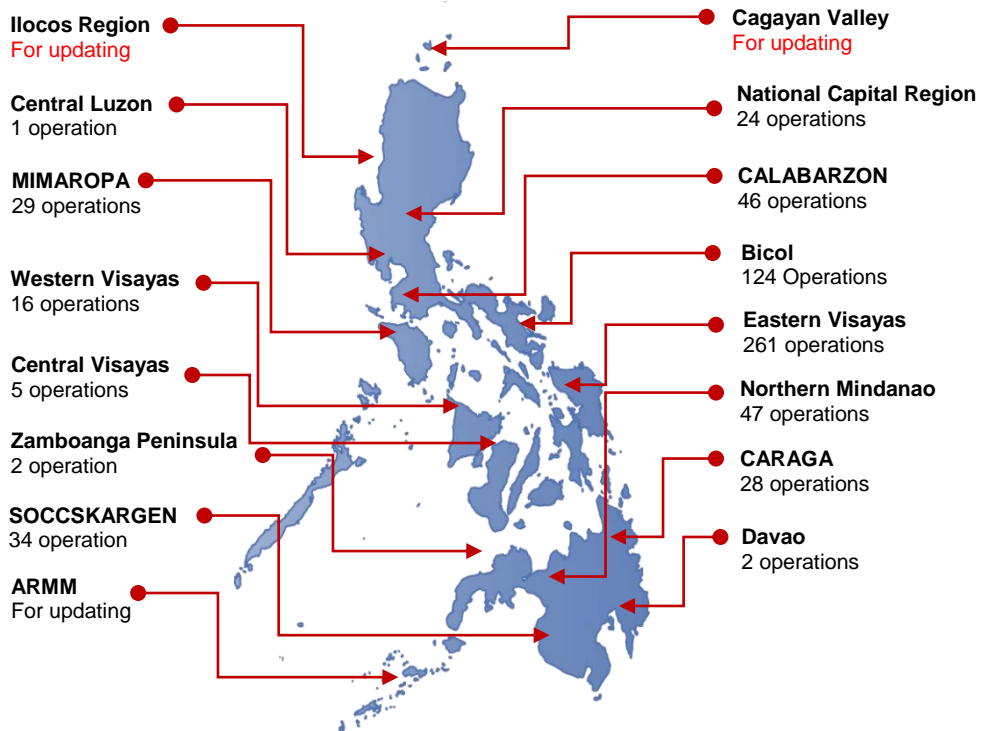 Ilocos Region
For updating
Central Luzon
1 operation
MIMAROPA
29 operations
Western Visayas
16 operations
Central Visayas
5 operations
Zamboanga Peninsula
2 operation
SOCCSKARGEN
34 operation
ARMM
For updating
Cagayan Valley
For updating
National Capital Region
24 operations
CALABARZON
46 operations
Bicol
124 Operations
Eastern Visayas
261 operations
Northern Mindanao
47 operations
CARAGA
28 operations
Davao
2 operations